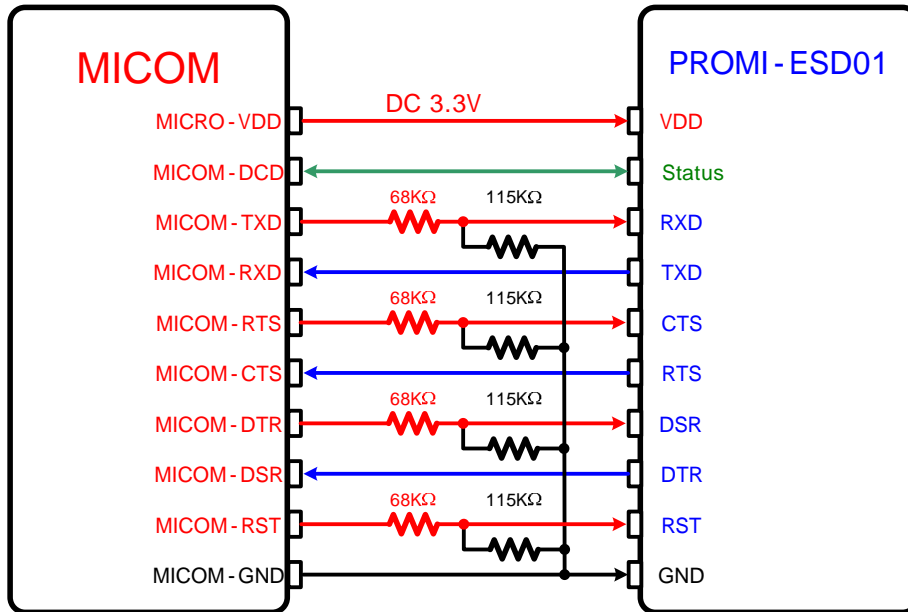 MICOM
PROMI-ESD01
DC 3.3V
MICRO-VDD
VDD
MICOM-DCD
Status
68KΩ
115KΩ
MICOM-TXD
RXD
MICOM-RXD
TXD
68KΩ
115KΩ
MICOM-RTS
CTS
MICOM-CTS
RTS
68KΩ
115KΩ
MICOM-DTR
DSR
MICOM-DSR
DTR
68KΩ
115KΩ
MICOM-RST
RST
MICOM-GND
GND